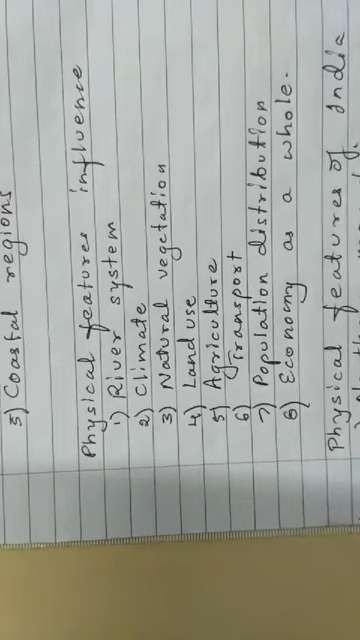 5) Coastal regions
Physical features influence
1) River system
2) Climate
3) Natural vegetation
4) Land use
5) Agriculture
6) Transport
7) Population distribution
8) Economy as a whole.
Physical features of India